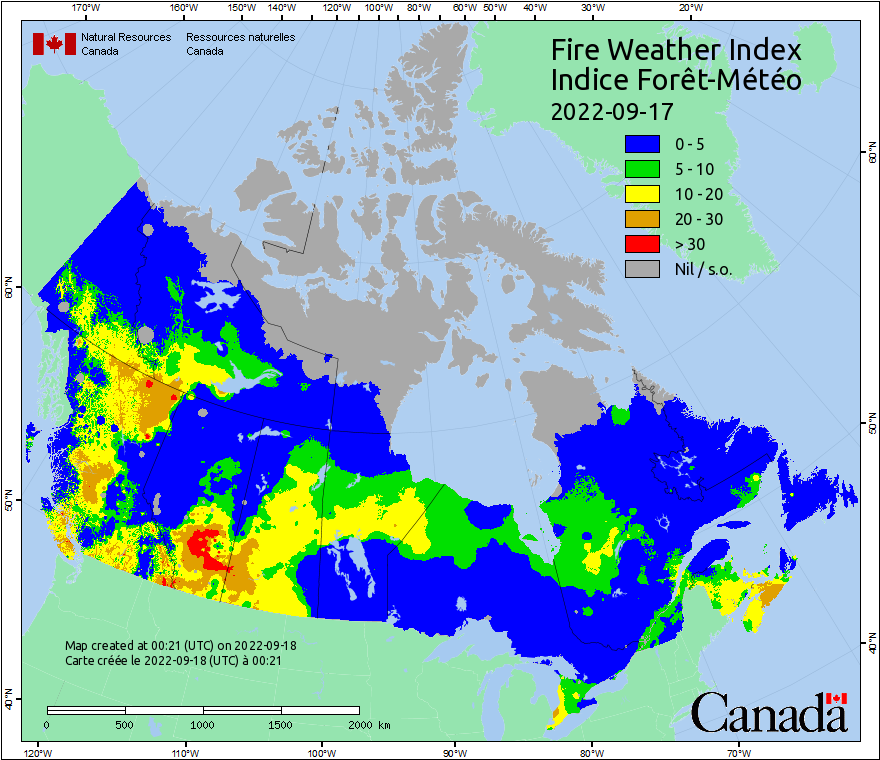 170°W 160°W 150°W 140°W 130°W 120°W 110°W 100°W 90°W 80°W 70°W 60°W 50°W 40°W 30°W 20°W
Natural Resources Ressources naturelles
Canada Canada
Fire Weather Index
Indice Forêt-Météo
2022-09-17
0 - 5
5 - 10
10 - 20
20 - 30
> 30
Nil / s.o.
60°N
60°N
50°N
50°N
40°N
40°N
Map created at 00:21 (UTC) on 2022-09-18
Carte créée le 2022-09-18 (UTC) à 00:21
0 500 1000 1500 2000 km
Canada
120°W 110°W 100°W 90°W 80°W 70°W